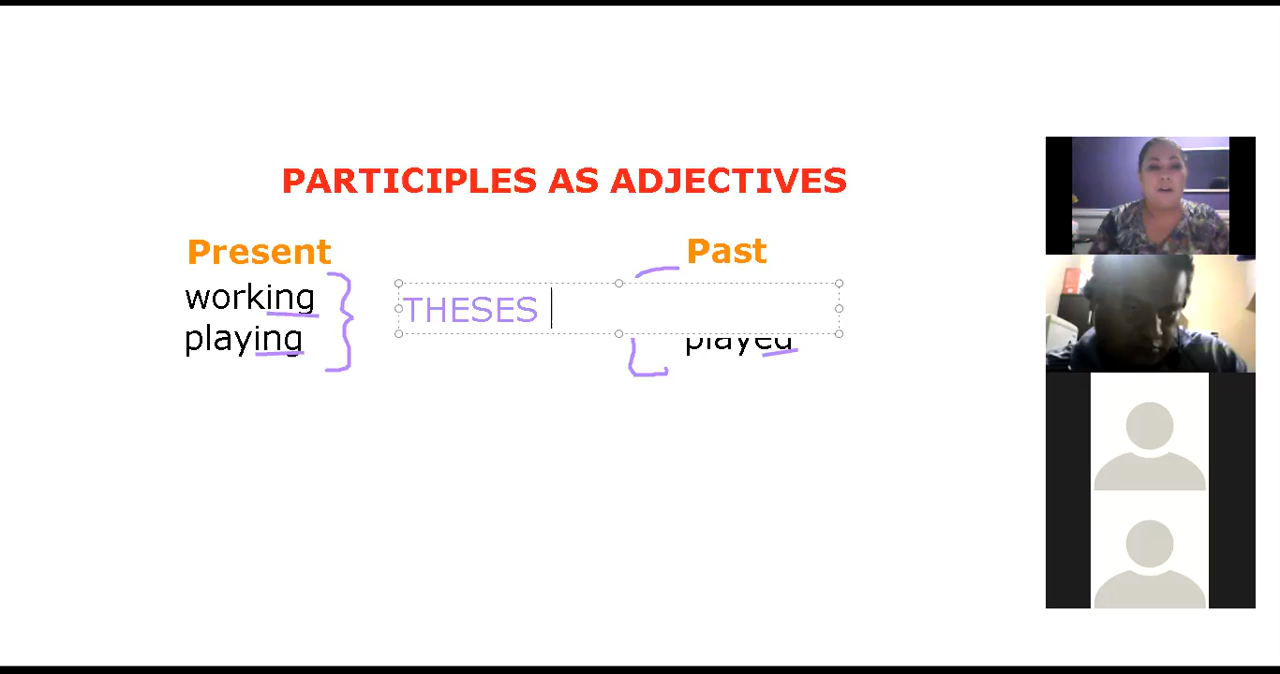 PARTICIPLES AS ADJECTIVES
Present
Past
working
THESES
playing
played